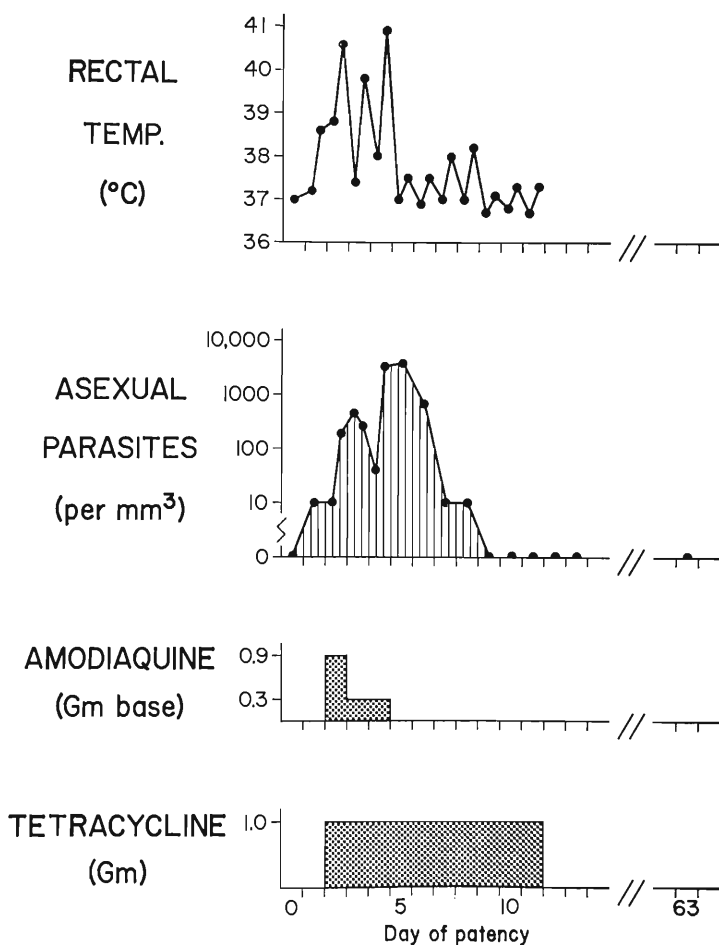 RECTAL
TEMP.
(°C)
41
40
39
38
37
36
ASEXUAL
PARASITES
(per mm³)
10,000
1000
100
10
0
AMODIAQUINE
(Gm base)
0.9
0.3
TETRACYCLINE
(Gm)
1.0
0 5 10 63
Day of patency